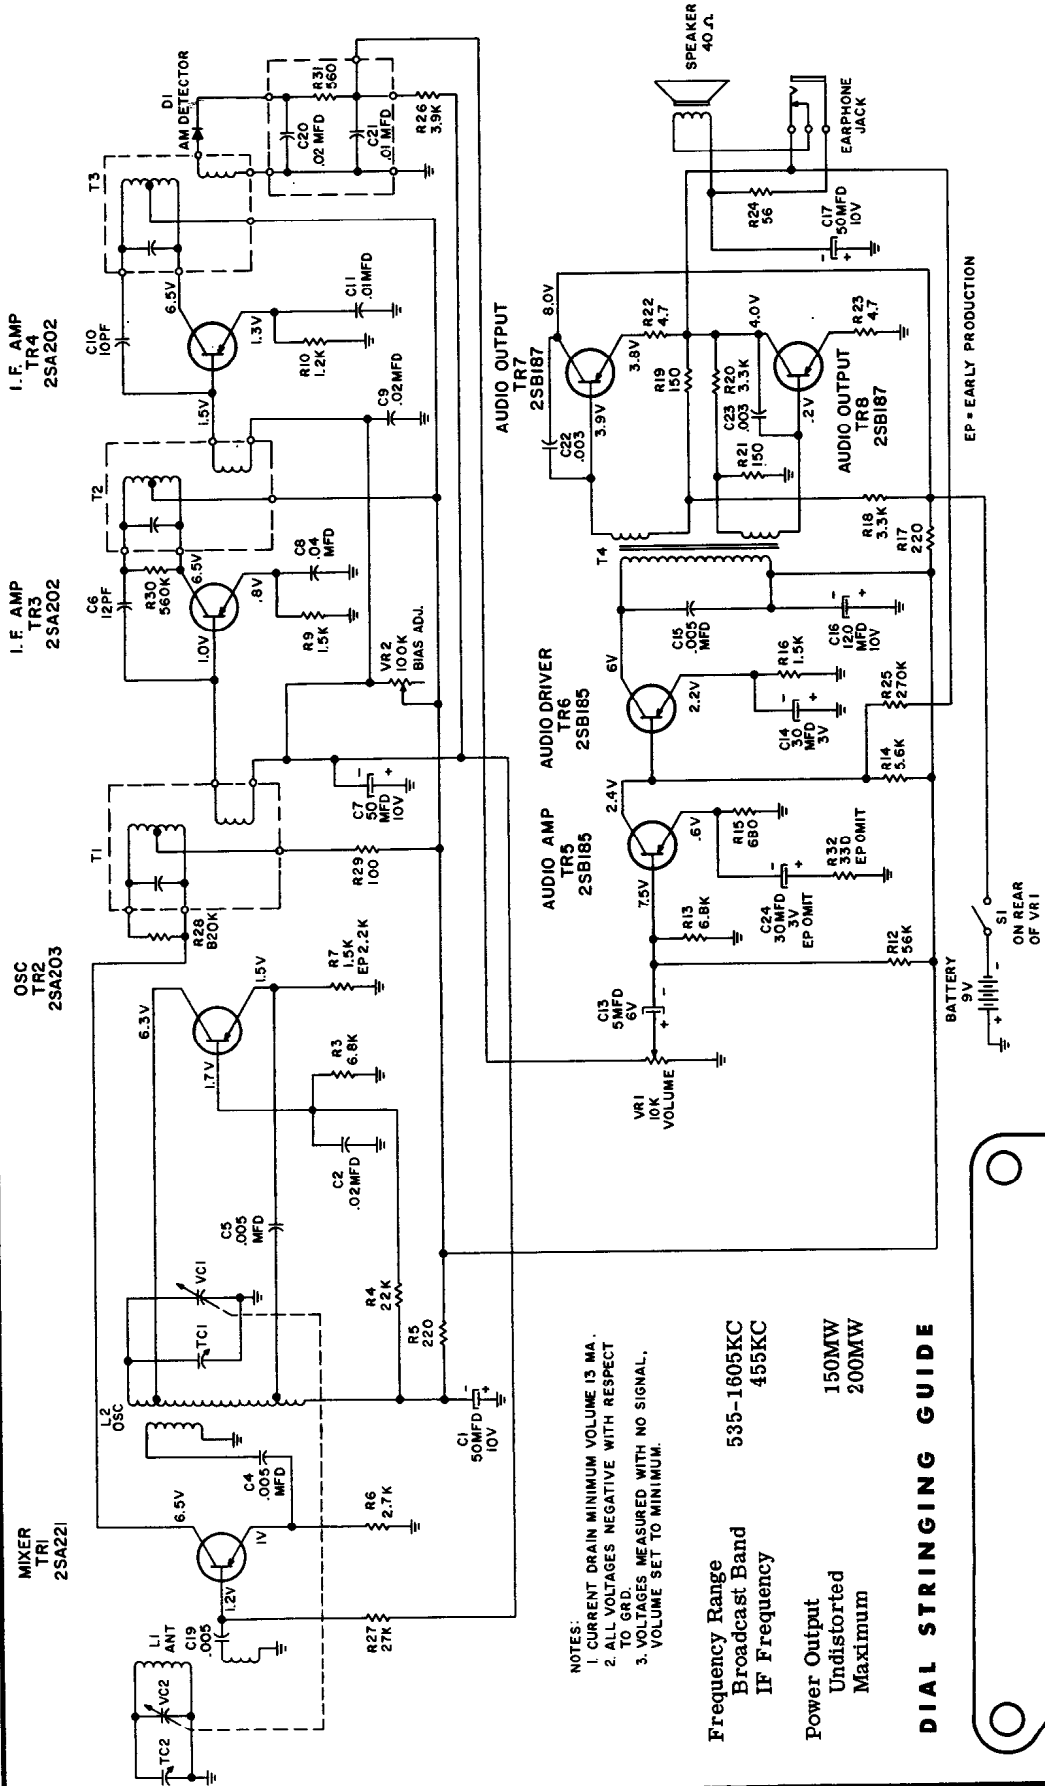 MIXER
TR1
2SA221
OSC
TR2
2SA203
I.F. AMP
TR3
2SA202
I.F. AMP
TR4
2SA202
TC2
VC2
L1
ANT
C19
.005
1.2V
6.5V
1V
R27
27K
R6
2.7K
C4
.005
MFD
L2
OSC
TC1
VC1
C1
50MFD
10V
R5
220
R4
22K
C5
.005
MFD
C2
.02MFD
R3
6.8K
1.7V
6.3V
1.5V
R7
1.5K
EP2.2K
R28
820K
T1
R29
100
C7
50
MFD
10V
VR2
100K
BIAS ADJ.
1.0V
C6
12PF
R30
560K
6.5V
.8V
R9
1.5K
C8
.04
MFD
T2
C9
.02MFD
1.5V
C10
10PF
6.5V
1.3V
R10
1.2K
C11
.01MFD
T3
D1
AM DETECTOR
C20
.02 MFD
R31
560
C21
.01 MFD
R26
3.9K
VR1
10K
VOLUME
C13
5MFD
6V
R13
6.8K
R12
56K
AUDIO AMP
TR5
2SB185
7.5V
2.4V
.6V
C24
30MFD
3V
EP OMIT
R15
680
R32
330
EP OMIT
AUDIO DRIVER
TR6
2SB185
6V
2.2V
C14
30
MFD
3V
R16
1.5K
R14
5.6K
R25
270K
C15
.005
MFD
C16
120
MFD
10V
T4
R18
3.3K
R17
220
AUDIO OUTPUT
TR7
2SB187
C22
.003
3.9V
8.0V
3.8V
R22
4.7
R19
150
R20
3.3K
R21
150
C23
.003
4.0V
.2V
R23
4.7
AUDIO OUTPUT
TR8
2SB187
R24
56
C17
50MFD
10V
SPEAKER
40 Ω
EARPHONE
JACK
EP = EARLY PRODUCTION
BATTERY
9V
S1
ON REAR
OF VR1
NOTES:
1. CURRENT DRAIN MINIMUM VOLUME 13 MA.
2. ALL VOLTAGES NEGATIVE WITH RESPECT
TO GRD.
3. VOLTAGES MEASURED WITH NO SIGNAL,
VOLUME SET TO MINIMUM.
Frequency Range
Broadcast Band 535-1605KC
IF Frequency 455KC
Power Output
Undistorted 150MW
Maximum 200MW
DIAL STRINGING GUIDE